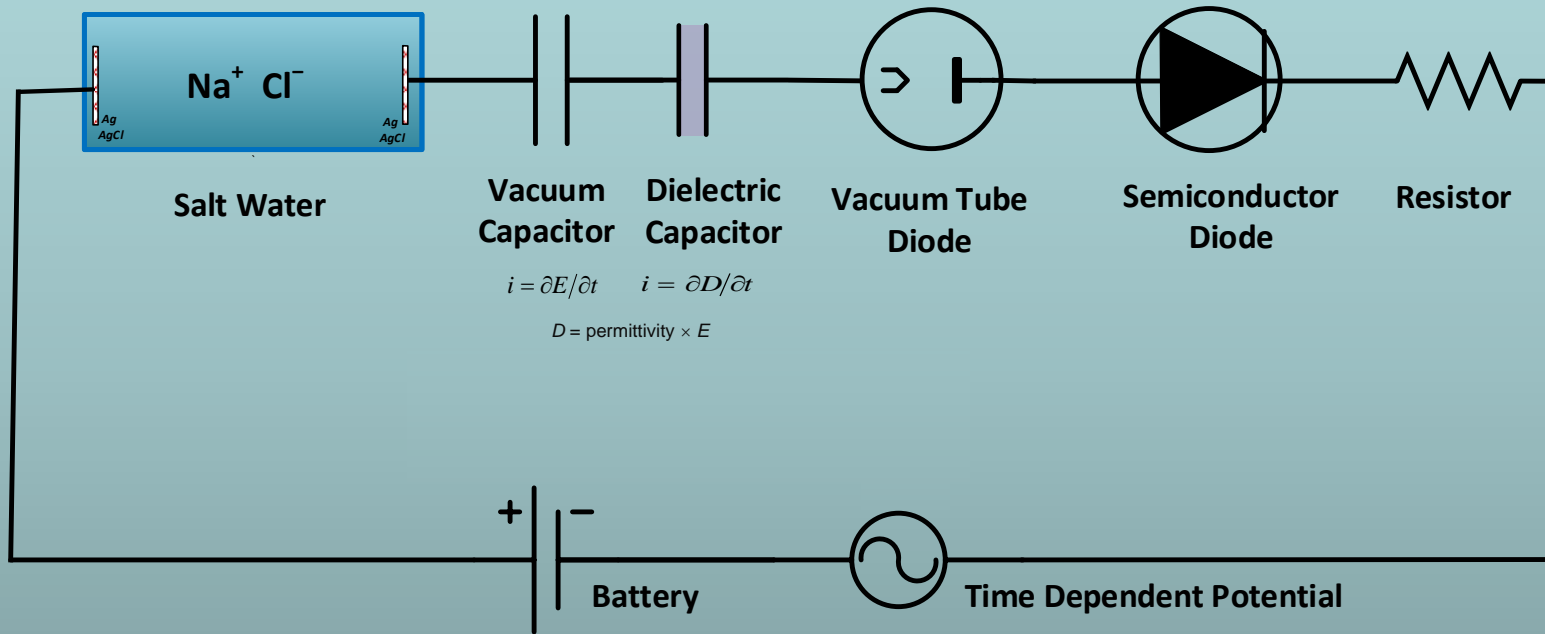 Na⁺ Cl⁻
Ag
AgCl
Ag
AgCl
Salt Water
Vacuum
Capacitor
i = ∂E/∂t
Dielectric
Capacitor
i = ∂D/∂t
D = permittivity × E
Vacuum Tube
Diode
Semiconductor
Diode
Resistor
+ −
Battery
Time Dependent Potential